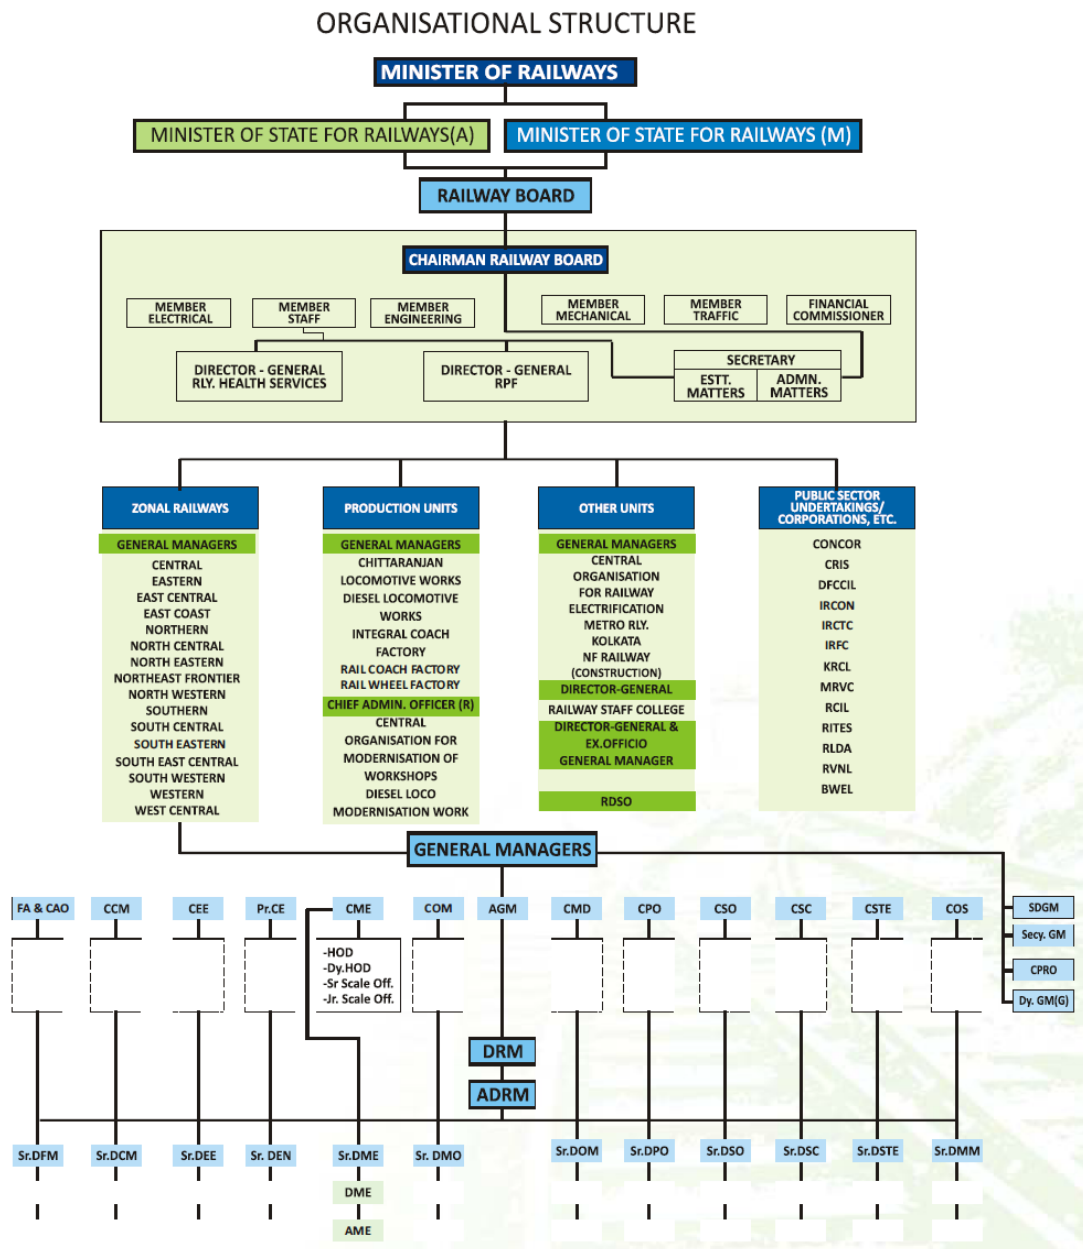 ORGANISATIONAL STRUCTURE
MINISTER OF RAILWAYS
MINISTER OF STATE FOR RAILWAYS(A)
MINISTER OF STATE FOR RAILWAYS (M)
RAILWAY BOARD
CHAIRMAN RAILWAY BOARD
MEMBER
ELECTRICAL
MEMBER
STAFF
MEMBER
ENGINEERING
MEMBER
MECHANICAL
MEMBER
TRAFFIC
FINANCIAL
COMMISSIONER
DIRECTOR - GENERAL
RLY. HEALTH SERVICES
DIRECTOR - GENERAL
RPF
SECRETARY
ESTT.
MATTERS
ADMN.
MATTERS
ZONAL RAILWAYS
GENERAL MANAGERS
CENTRAL
EASTERN
EAST CENTRAL
EAST COAST
NORTHERN
NORTH CENTRAL
NORTH EASTERN
NORTHEAST FRONTIER
NORTH WESTERN
SOUTHERN
SOUTH CENTRAL
SOUTH EASTERN
SOUTH EAST CENTRAL
SOUTH WESTERN
WESTERN
WEST CENTRAL
PRODUCTION UNITS
GENERAL MANAGERS
CHITTARANJAN
LOCOMOTIVE WORKS
DIESEL LOCOMOTIVE
WORKS
INTEGRAL COACH
FACTORY
RAIL COACH FACTORY
RAIL WHEEL FACTORY
CHIEF ADMIN. OFFICER (R)
CENTRAL
ORGANISATION FOR
MODERNISATION OF
WORKSHOPS
DIESEL LOCO
MODERNISATION WORK
OTHER UNITS
GENERAL MANAGERS
CENTRAL
ORGANISATION
FOR RAILWAY
ELECTRIFICATION
METRO RLY.
KOLKATA
NF RAILWAY
(CONSTRUCTION)
DIRECTOR-GENERAL
RAILWAY STAFF COLLEGE
DIRECTOR-GENERAL &
EX.OFFICIO
GENERAL MANAGER
RDSO
PUBLIC SECTOR
UNDERTAKINGS/
CORPORATIONS, ETC.
CONCOR
CRIS
DFCCIL
IRCON
IRCTC
IRFC
KRCL
MRVC
RCIL
RITES
RLDA
RVNL
BWEL
GENERAL MANAGERS
FA & CAO
CCM
CEE
Pr.CE
CME
COM
AGM
CMD
CPO
CSO
CSC
CSTE
COS
SDGM
Secy. GM
CPRO
Dy. GM(G)
-HOD
-Dy.HOD
-Sr Scale Off.
-Jr. Scale Off.
DRM
ADRM
Sr.DFM
Sr.DCM
Sr.DEE
Sr. DEN
Sr.DME
Sr. DMO
Sr.DOM
Sr.DPO
Sr.DSO
Sr.DSC
Sr.DSTE
Sr.DMM
DME
AME